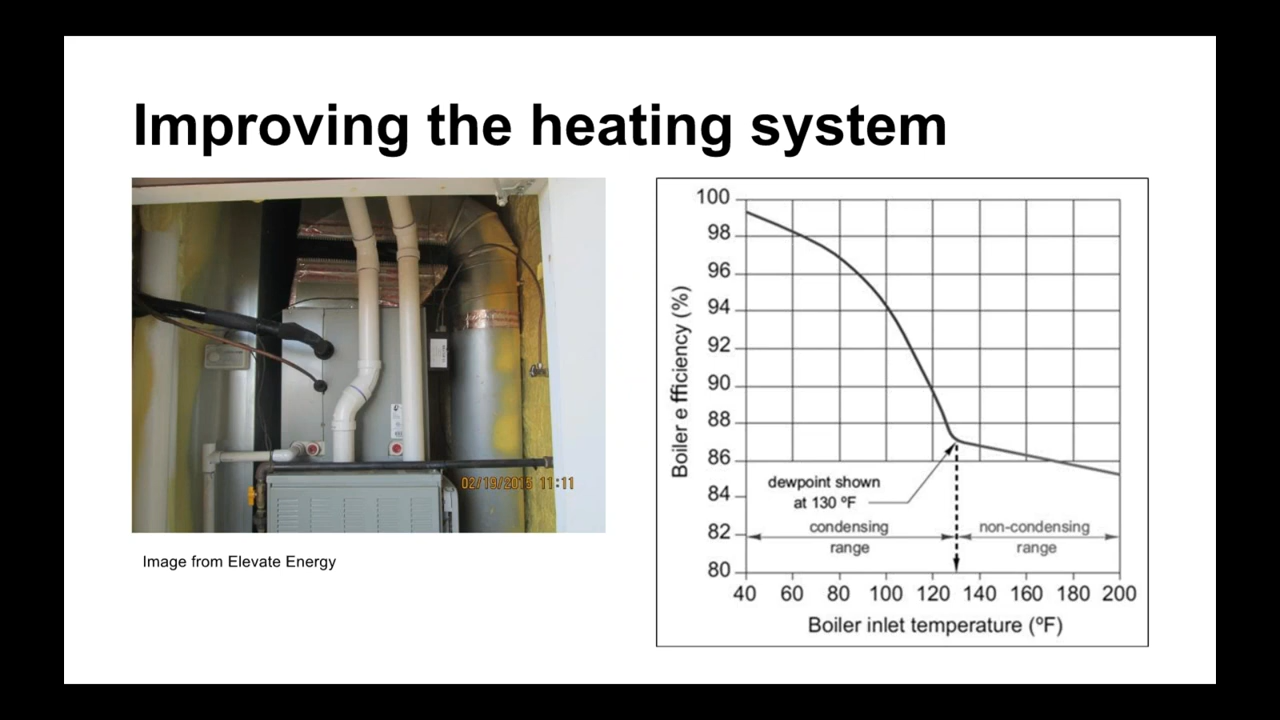 Improving the heating system
02/19/2015 11:11
Image from Elevate Energy
Boiler e fficiency (%)
100
98
96
94
92
90
88
86
84
82
80
dewpoint shown
at 130 ºF
condensing
range
non-condensing
range
40 60 80 100 120 140 160 180 200
Boiler inlet temperature (ºF)